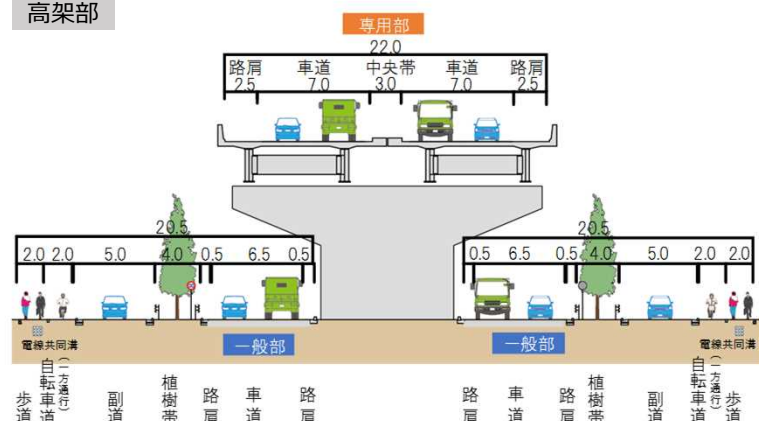 高架部
専用部
22.0
路肩 車道 中央帯 車道 路肩
2.5 7.0 3.0 7.0 2.5
20.5
2.0 2.0 5.0 4.0 0.5 6.5 0.5
20.5
0.5 6.5 0.5 4.0 5.0 2.0 2.0
電線共同溝
一般部
一般部
電線共同溝
歩道
自転車道
(一方通行)
副道
植樹帯
路肩
車道
路肩
路肩
車道
路肩
植樹帯
副道
自転車道
(一方通行)
歩道